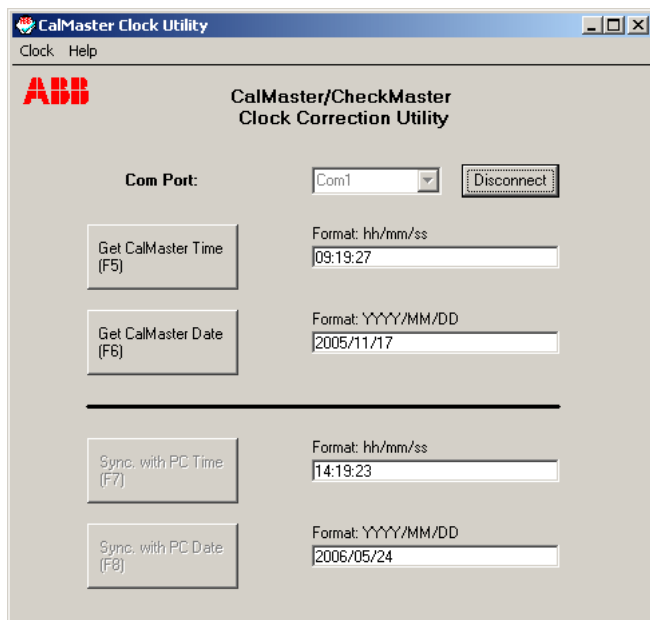 CalMaster Clock Utility
Clock Help
ABB
CalMaster/CheckMaster
Clock Correction Utility
Com Port:
Com1
Disconnect
Get CalMaster Time
(F5)
Format: hh/mm/ss
09:19:27
Get CalMaster Date
(F6)
Format: YYYY/MM/DD
2005/11/17
Sync. with PC Time
(F7)
Format: hh/mm/ss
14:19:23
Sync. with PC Date
(F8)
Format: YYYY/MM/DD
2006/05/24